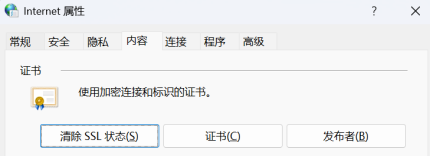 Internet 属性
常规 安全 隐私 内容 连接 程序 高级
证书
使用加密连接和标识的证书。
清除 SSL 状态(S) 证书(C) 发布者(B)